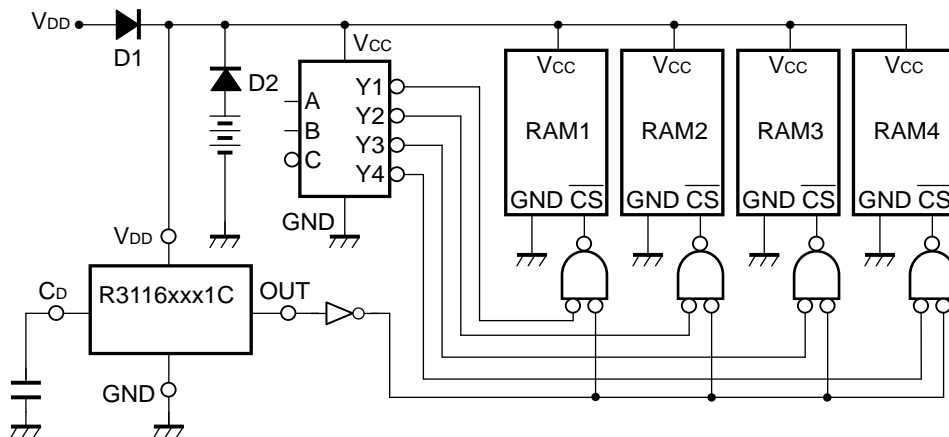 VDD
D1
VCC
D2
A
B
C
Y1
Y2
Y3
Y4
GND
VCC
RAM1
GND CS
VCC
RAM2
GND CS
VCC
RAM3
GND CS
VCC
RAM4
GND CS
VDD
CD
R3116xxx1C
OUT
GND